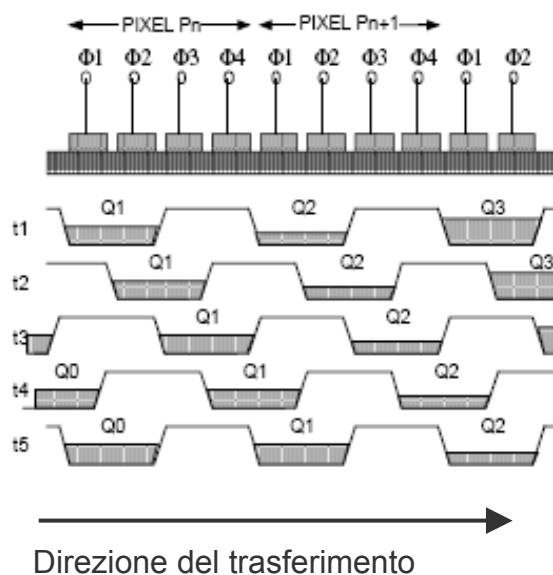 PIXEL Pn PIXEL Pn+1
Φ1 Φ2 Φ3 Φ4 Φ1 Φ2 Φ3 Φ4 Φ1 Φ2
Q1 Q2 Q3
t1
Q1 Q2 Q3
t2
Q1 Q2
t3
Q0 Q1 Q2
t4
Q0 Q1 Q2
t5
Direzione del trasferimento